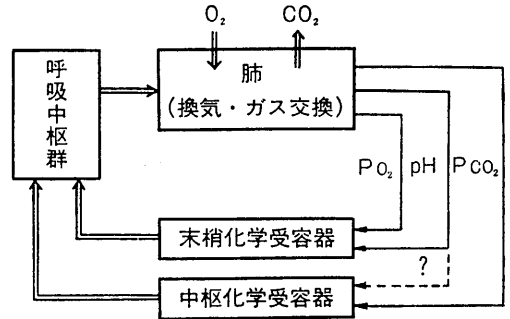 O₂ CO₂
呼吸中枢群
肺
(換気・ガス交換)
PO₂ pH PCO₂
末梢化学受容器
?
中枢化学受容器